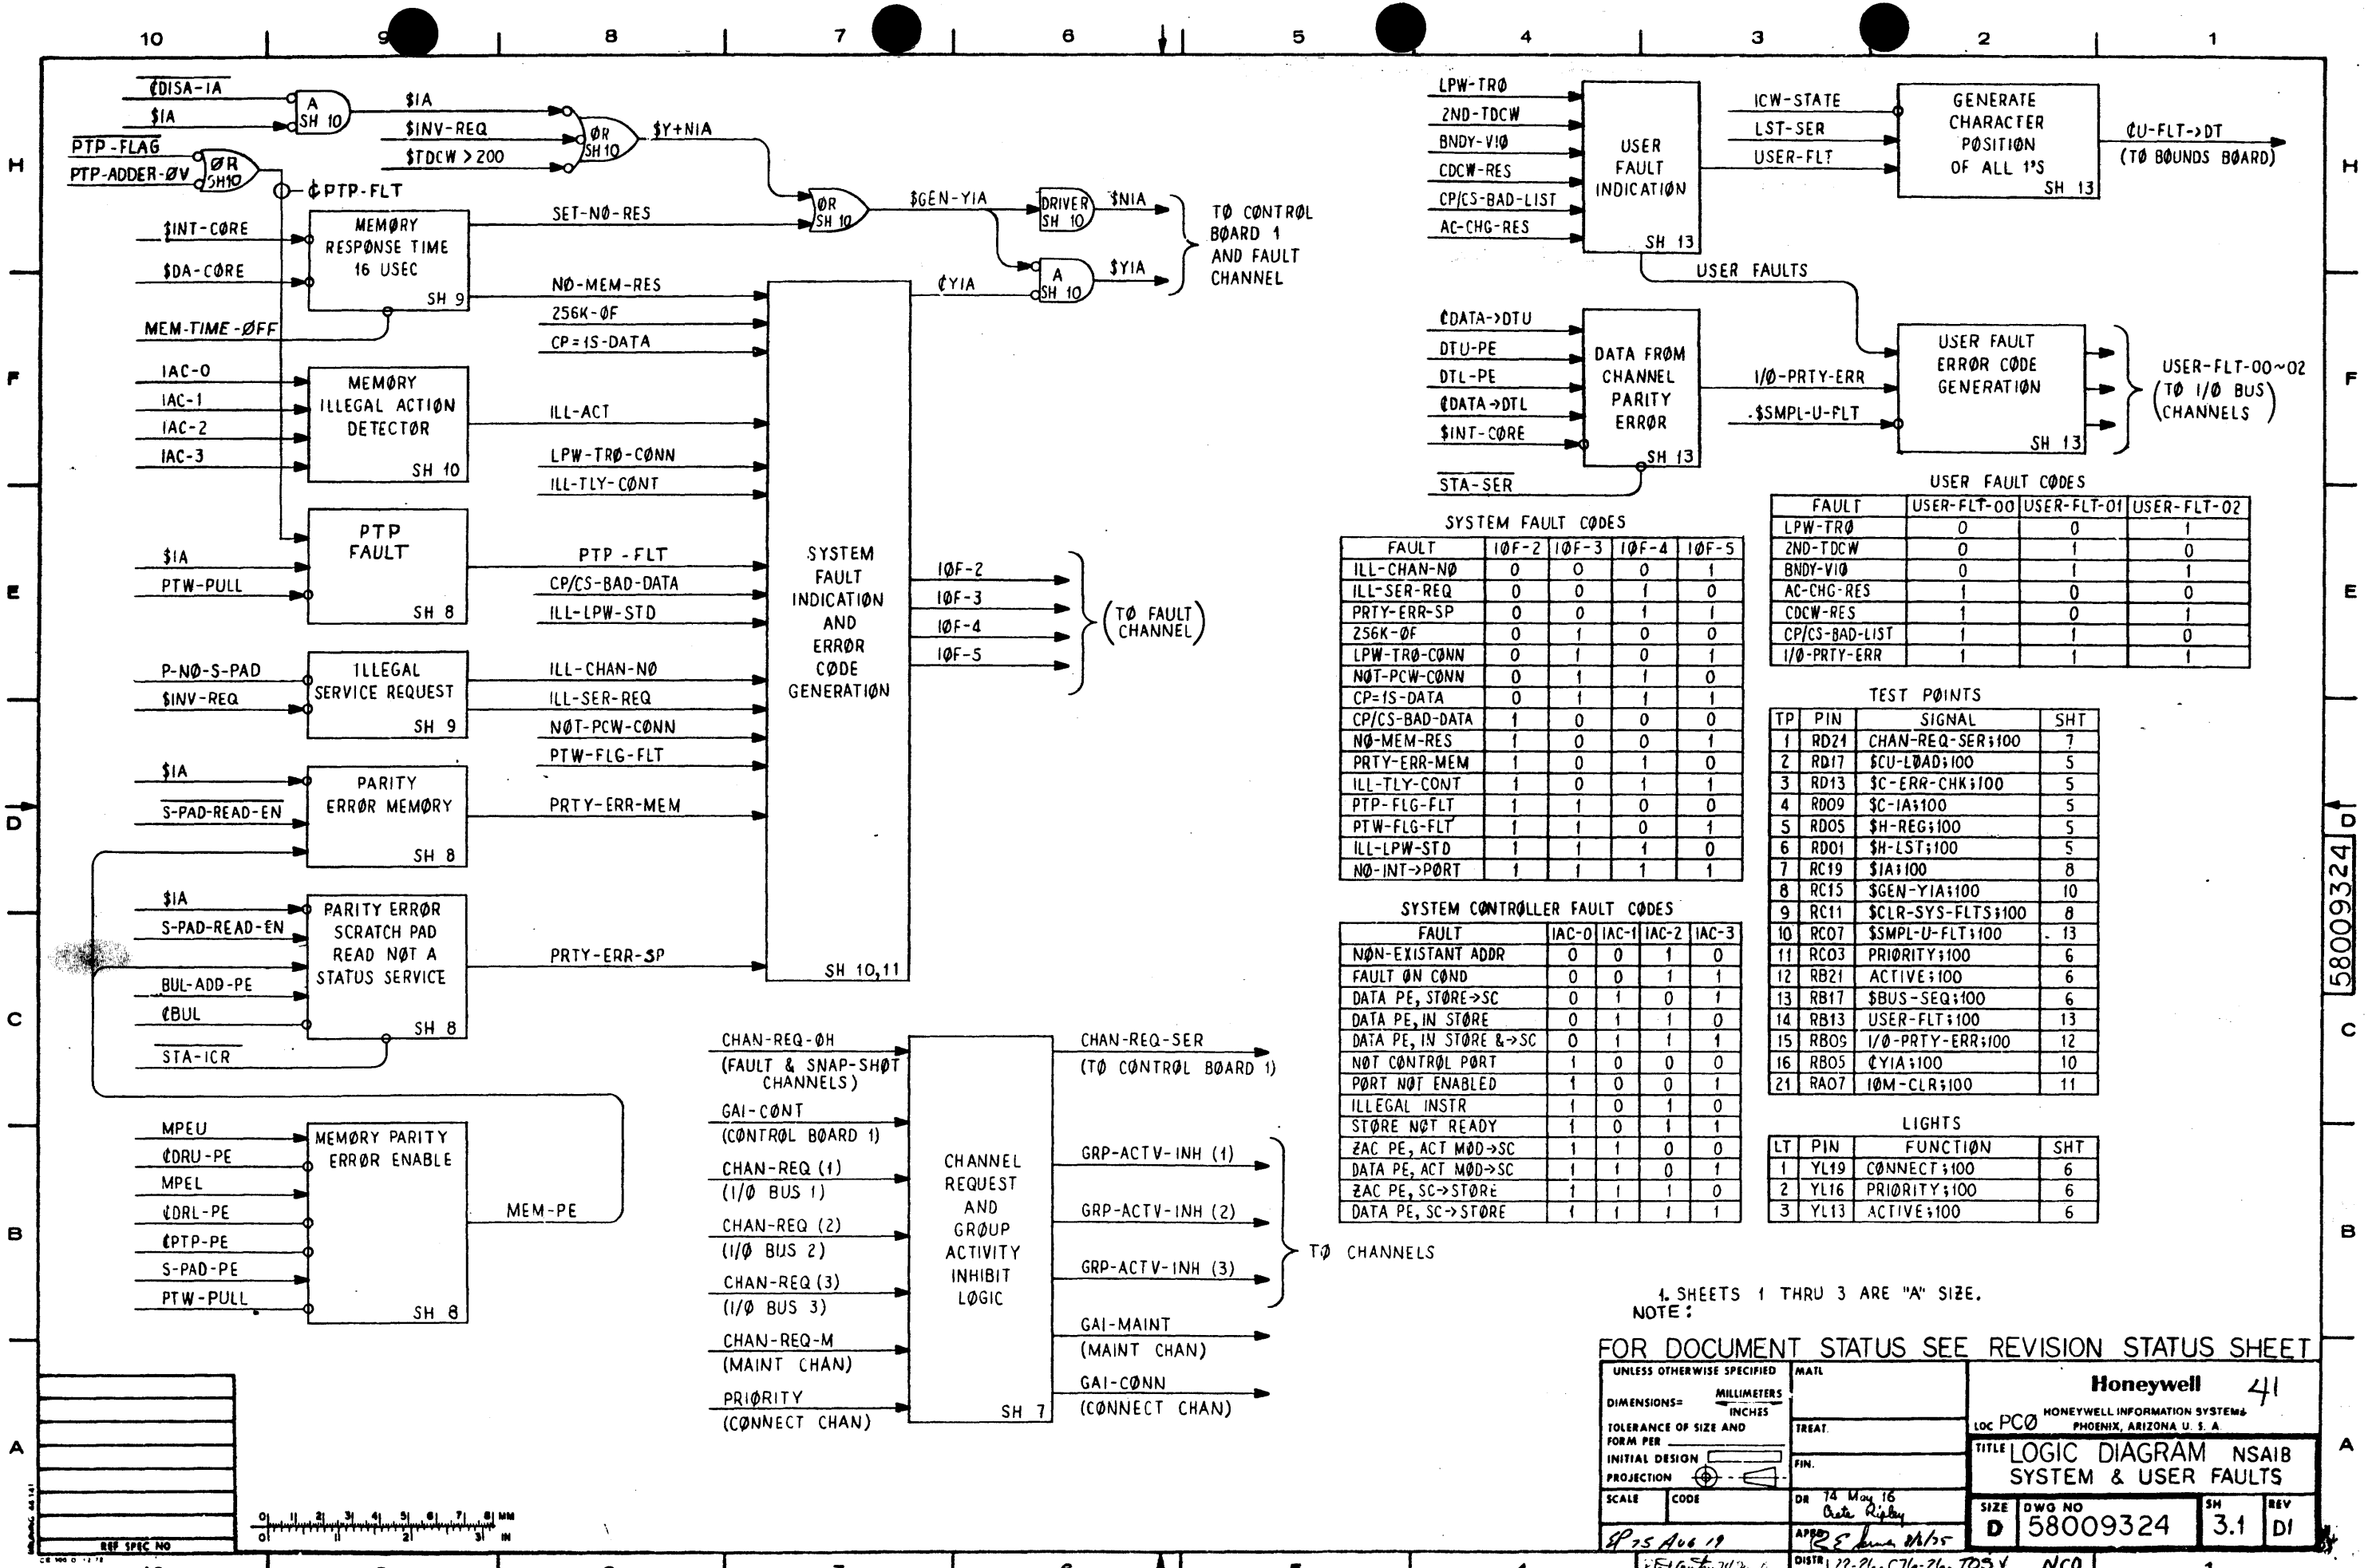 10 9 8 7 6 5 4 3 2 1
H
F
E
D
C
B
A
¢DISA-IA
$IA
A
SH 10
$IA
$INV-REQ
$TDCW > 200
ØR
SH 10
$Y+NIA
PTP-FLAG
PTP-ADDER-ØV
ØR
SH10
¢PTP-FLT
$INT-CØRE
$DA-CØRE
MEM-TIME-ØFF
MEMØRY
RESPØNSE TIME
16 USEC
SH 9
SET-NØ-RES
ØR
SH 10
$GEN-YIA
DRIVER
SH 10
$NIA
A
SH 10
$YIA
TØ CØNTRØL
BØARD 1
AND FAULT
CHANNEL
NØ-MEM-RES
256K-ØF
CP=1S-DATA
¢YIA
IAC-0
IAC-1
IAC-2
IAC-3
MEMØRY
ILLEGAL ACTIØN
DETECTØR
SH 10
ILL-ACT
LPW-TRØ-CØNN
ILL-TLY-CØNT
$IA
PTW-PULL
PTP
FAULT
SH 8
PTP-FLT
CP/CS-BAD-DATA
ILL-LPW-STD
P-NØ-S-PAD
$INV-REQ
ILLEGAL
SERVICE REQUEST
SH 9
ILL-CHAN-NØ
ILL-SER-REQ
NØT-PCW-CØNN
PTW-FLG-FLT
$IA
S-PAD-READ-EN
PARITY
ERRØR MEMØRY
SH 8
PRTY-ERR-MEM
$IA
S-PAD-READ-EN
BUL-ADD-PE
¢BUL
STA-ICR
PARITY ERRØR
SCRATCH PAD
READ NØT A
STATUS SERVICE
SH 8
PRTY-ERR-SP
MPEU
¢DRU-PE
MPEL
¢DRL-PE
¢PTP-PE
S-PAD-PE
PTW-PULL
MEMØRY PARITY
ERRØR ENABLE
SH 8
MEM-PE
SYSTEM
FAULT
INDICATIØN
AND
ERRØR
CØDE
GENERATIØN
SH 10,11
IØF-2
IØF-3
IØF-4
IØF-5
(TØ FAULT
CHANNEL)
CHAN-REQ-ØH
(FAULT & SNAP-SHØT
CHANNELS)
GAI-CØNT
(CØNTRØL BØARD 1)
CHAN-REQ (1)
(I/Ø BUS 1)
CHAN-REQ (2)
(I/Ø BUS 2)
CHAN-REQ (3)
(I/Ø BUS 3)
CHAN-REQ-M
(MAINT CHAN)
PRIØRITY
(CØNNECT CHAN)
CHANNEL
REQUEST
AND
GRØUP
ACTIVITY
INHIBIT
LØGIC
SH 7
CHAN-REQ-SER
(TØ CØNTRØL BØARD 1)
GRP-ACTV-INH (1)
GRP-ACTV-INH (2)
GRP-ACTV-INH (3)
TØ CHANNELS
GAI-MAINT
(MAINT CHAN)
GAI-CØNN
(CØNNECT CHAN)
LPW-TRØ
2ND-TDCW
BNDY-VIØ
CDCW-RES
CP/CS-BAD-LIST
AC-CHG-RES
USER
FAULT
INDICATIØN
SH 13
USER FAULTS
ICW-STATE
LST-SER
USER-FLT
GENERATE
CHARACTER
PØSITIØN
OF ALL 1'S
SH 13
¢U-FLT->DT
(TØ BØUNDS BØARD)
¢DATA->DTU
DTU-PE
DTL-PE
¢DATA->DTL
$INT-CØRE
STA-SER
DATA FRØM
CHANNEL
PARITY
ERRØR
SH 13
I/Ø-PRTY-ERR
$SMPL-U-FLT
USER FAULT
ERRØR CØDE
GENERATIØN
SH 13
USER-FLT-00~02
(TØ I/Ø BUS
CHANNELS)
SYSTEM FAULT CØDES
FAULT IØF-2 IØF-3 IØF-4 IØF-5
ILL-CHAN-NØ 0 0 0 1
ILL-SER-REQ 0 0 1 0
PRTY-ERR-SP 0 0 1 1
256K-ØF 0 1 0 0
LPW-TRØ-CØNN 0 1 0 1
NØT-PCW-CØNN 0 1 1 0
CP=1S-DATA 0 1 1 1
CP/CS-BAD-DATA 1 0 0 0
NØ-MEM-RES 1 0 0 1
PRTY-ERR-MEM 1 0 1 0
ILL-TLY-CØNT 1 0 1 1
PTP-FLG-FLT 1 1 0 0
PTW-FLG-FLT 1 1 0 1
ILL-LPW-STD 1 1 1 0
NØ-INT->PØRT 1 1 1 1
SYSTEM CØNTRØLLER FAULT CØDES
FAULT IAC-0 IAC-1 IAC-2 IAC-3
NØN-EXISTANT ADDR 0 0 1 0
FAULT ØN CØND 0 0 1 1
DATA PE, STØRE->SC 0 1 0 1
DATA PE, IN STØRE 0 1 1 0
DATA PE, IN STØRE &->SC 0 1 1 1
NØT CØNTRØL PØRT 1 0 0 0
PØRT NØT ENABLED 1 0 0 1
ILLEGAL INSTR 1 0 1 0
STØRE NØT READY 1 0 1 1
ZAC PE, ACT MØD->SC 1 1 0 0
DATA PE, ACT MØD->SC 1 1 0 1
ZAC PE, SC->STØRE 1 1 1 0
DATA PE, SC->STØRE 1 1 1 1
USER FAULT CØDES
FAULT USER-FLT-00 USER-FLT-01 USER-FLT-02
LPW-TRØ 0 0 1
2ND-TDCW 0 1 0
BNDY-VIØ 0 1 1
AC-CHG-RES 1 0 0
CDCW-RES 1 0 1
CP/CS-BAD-LIST 1 1 0
I/Ø-PRTY-ERR 1 1 1
TEST PØINTS
TP PIN SIGNAL SHT
1 RD21 CHAN-REQ-SER;100 7
2 RD17 $CU-LØAD;100 5
3 RD13 $C-ERR-CHK;100 5
4 RD09 $C-IA;100 5
5 RD05 $H-REG;100 5
6 RD01 $H-LST;100 5
7 RC19 $IA;100 8
8 RC15 $GEN-YIA;100 10
9 RC11 $CLR-SYS-FLTS;100 8
10 RC07 $SMPL-U-FLT;100 13
11 RC03 PRIØRITY;100 6
12 RB21 ACTIVE;100 6
13 RB17 $BUS-SEQ;100 6
14 RB13 USER-FLT;100 13
15 RB09 I/Ø-PRTY-ERR;100 12
16 RB05 ¢YIA;100 10
21 RA07 IØM-CLR;100 11
LIGHTS
LT PIN FUNCTIØN SHT
1 YL19 CØNNECT;100 6
2 YL16 PRIØRITY;100 6
3 YL13 ACTIVE;100 6
58009324
1. SHEETS 1 THRU 3 ARE "A" SIZE.
NOTE:
FOR DOCUMENT STATUS SEE REVISION STATUS SHEET
UNLESS OTHERWISE SPECIFIED
DIMENSIONS= MILLIMETERS
INCHES
TOLERANCE OF SIZE AND
FORM PER
INITIAL DESIGN
PROJECTION
SCALE CODE
MATL
TREAT.
FIN.
DR 74 May 16
APRD
DISTR
Honeywell 41
HONEYWELL INFORMATION SYSTEMS
LOC PCØ PHOENIX, ARIZONA U. S. A.
TITLE LOGIC DIAGRAM NSAIB
SYSTEM & USER FAULTS
SIZE D
DWG NO 58009324
SH 3.1
REV D1
75 AUG 19
REF SPEC NO
0 1 2 3 4 5 6 7 8 MM
0 1 2 3 IN